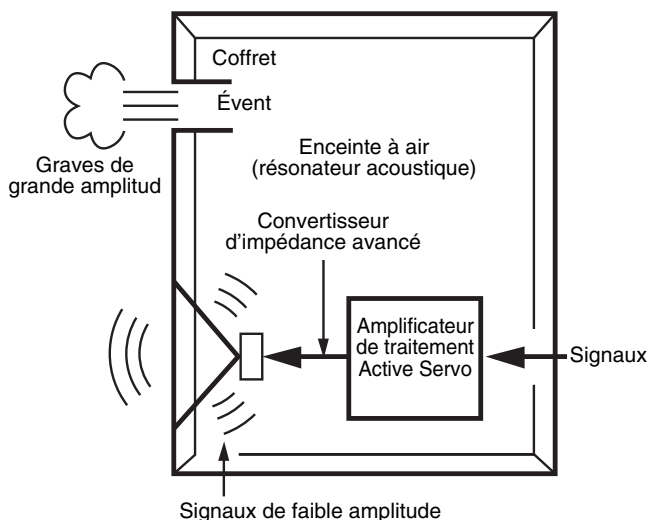 Coffret
Évent
Graves de
grande amplitud
Enceinte à air
(résonateur acoustique)
Convertisseur
d'impédance avancé
Amplificateur
de traitement
Active Servo
Signaux
Signaux de faible amplitude